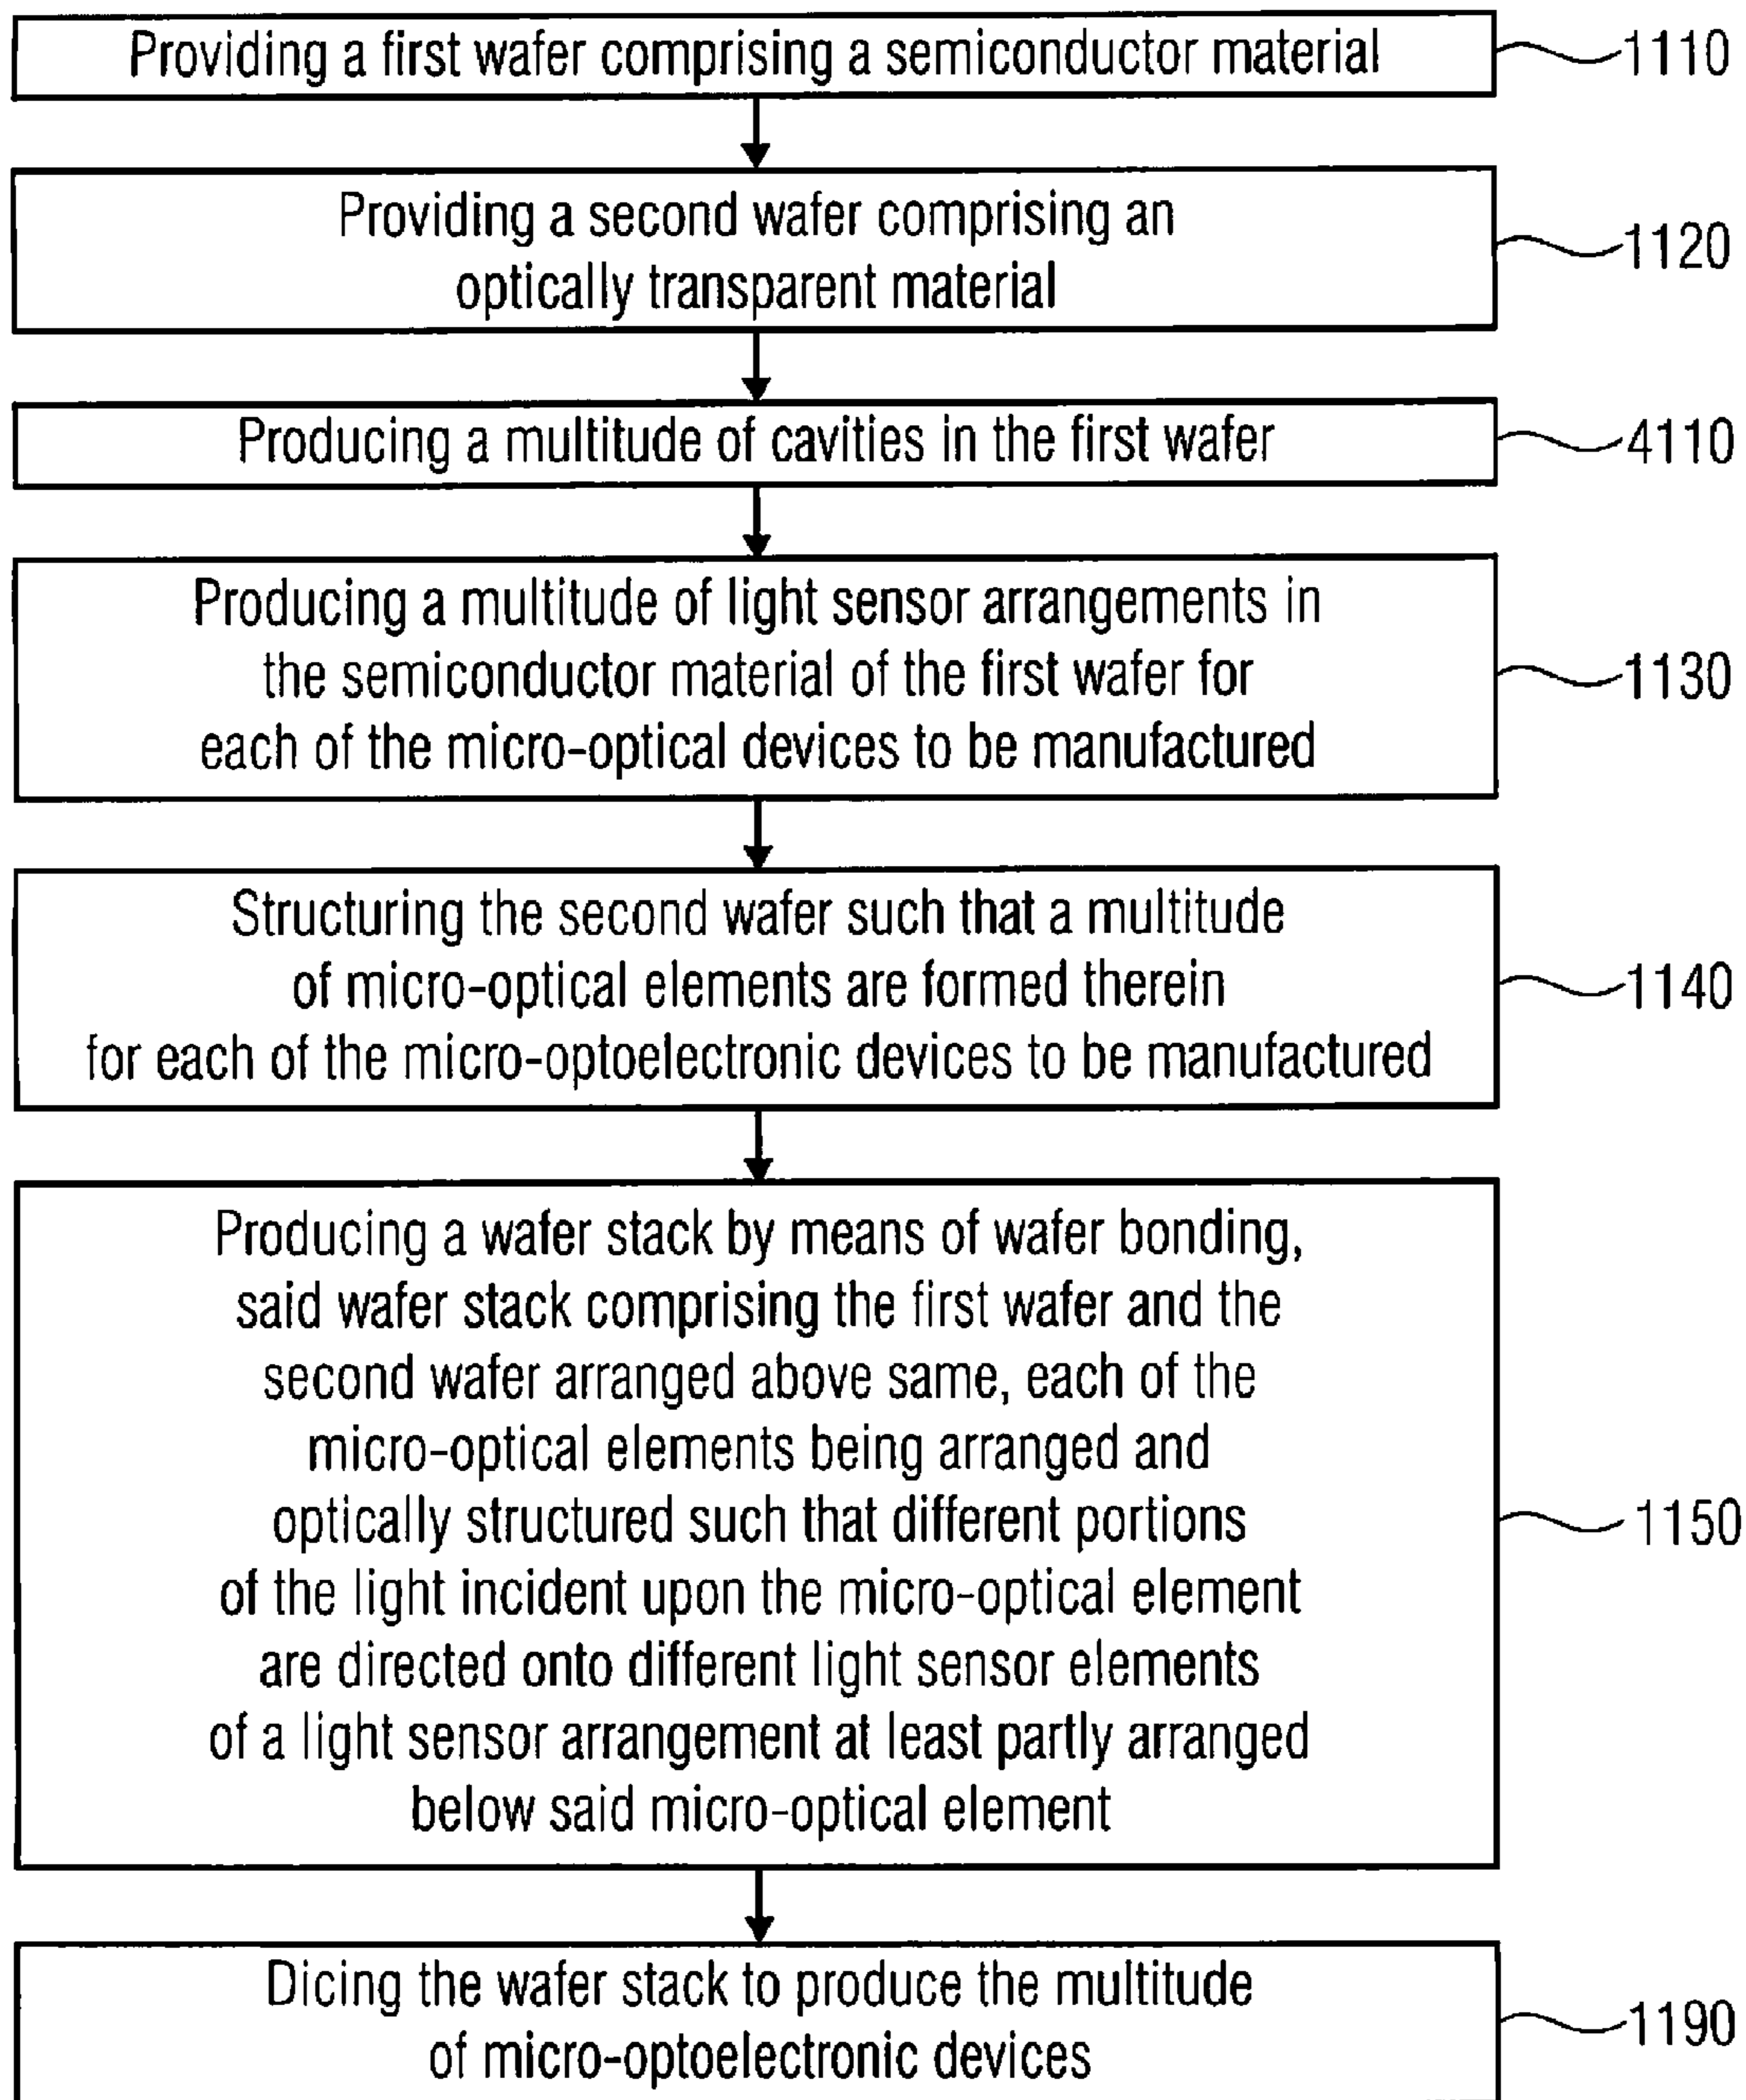 Providing a first wafer comprising a semiconductor material
1110
Providing a second wafer comprising an
optically transparent material
1120
Producing a multitude of cavities in the first wafer
4110
Producing a multitude of light sensor arrangements in
the semiconductor material of the first wafer for
each of the micro-optical devices to be manufactured
1130
Structuring the second wafer such that a multitude
of micro-optical elements are formed therein
for each of the micro-optoelectronic devices to be manufactured
1140
Producing a wafer stack by means of wafer bonding,
said wafer stack comprising the first wafer and the
second wafer arranged above same, each of the
micro-optical elements being arranged and
optically structured such that different portions
of the light incident upon the micro-optical element
are directed onto different light sensor elements
of a light sensor arrangement at least partly arranged
below said micro-optical element
1150
Dicing the wafer stack to produce the multitude
of micro-optoelectronic devices
1190